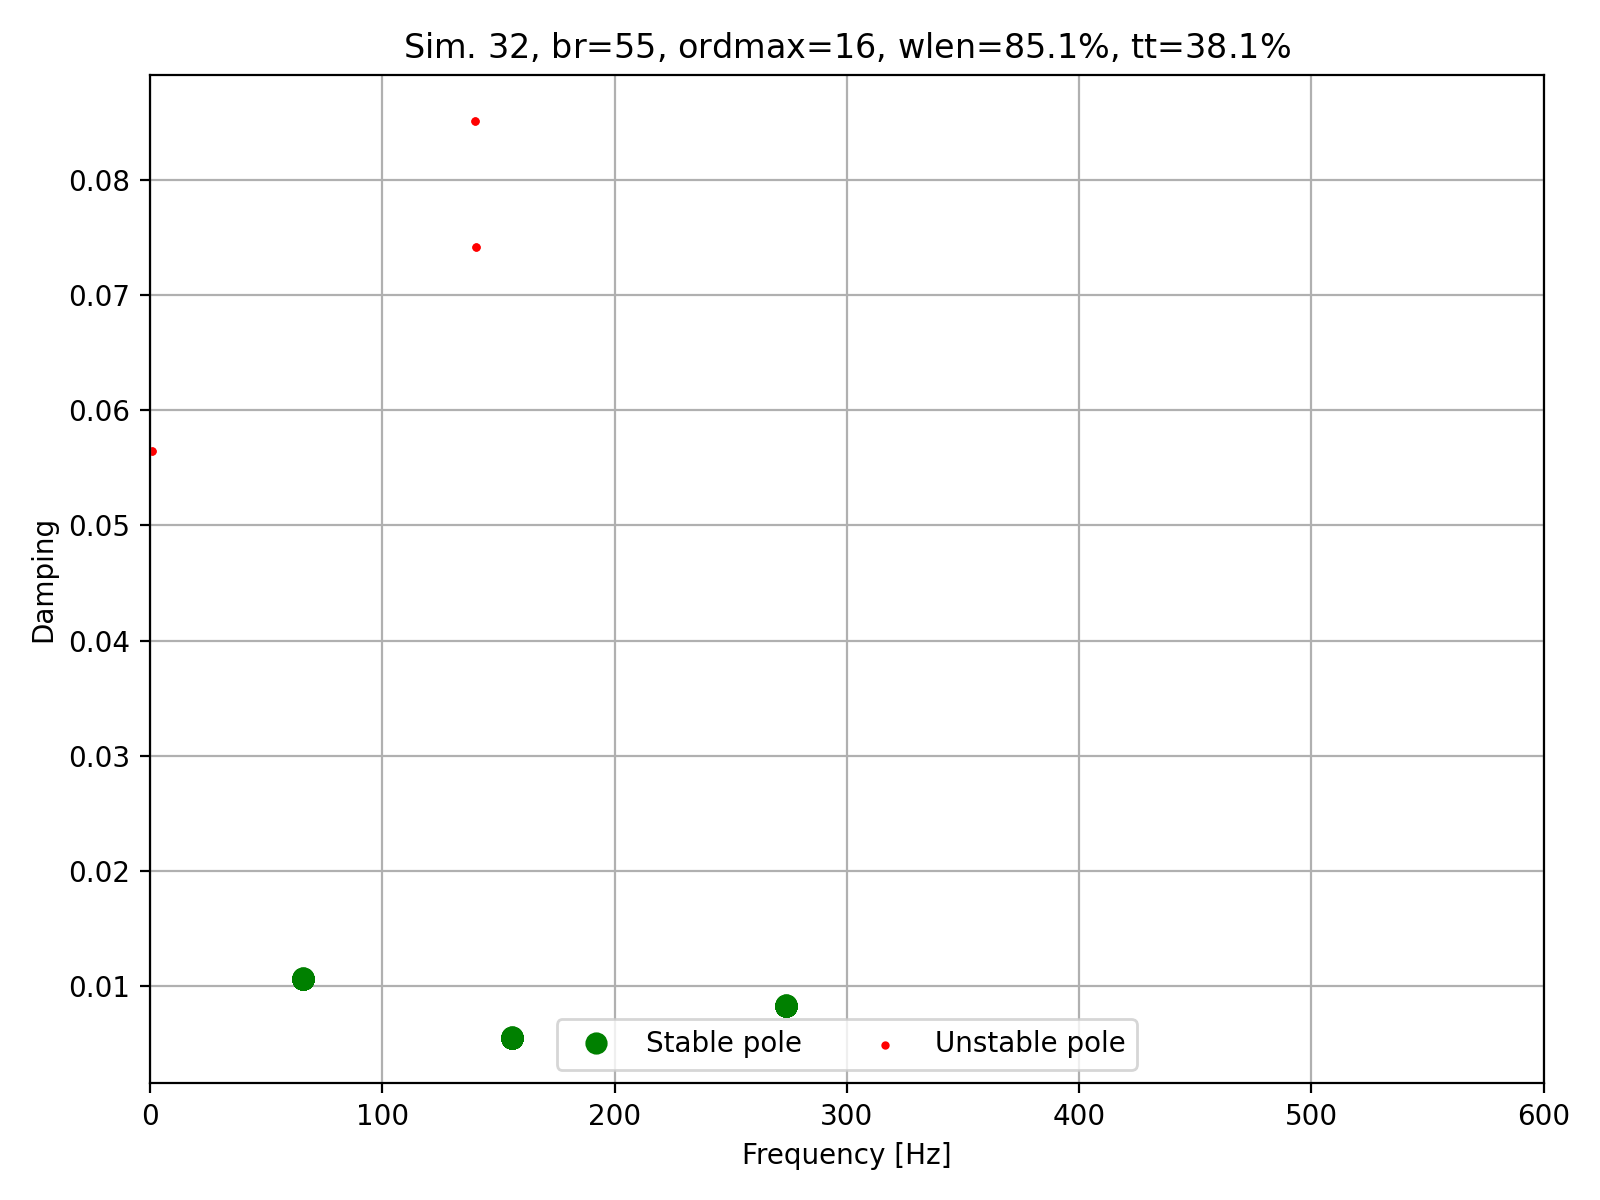 Sim. 32, br=55, ordmax=16, wlen=85.1%, tt=38.1%
0.08
0.07
0.06
0.05
0.04
0.03
0.02
0.01
Damping
Stable pole Unstable pole
0 100 200 300 400 500 600
Frequency [Hz]